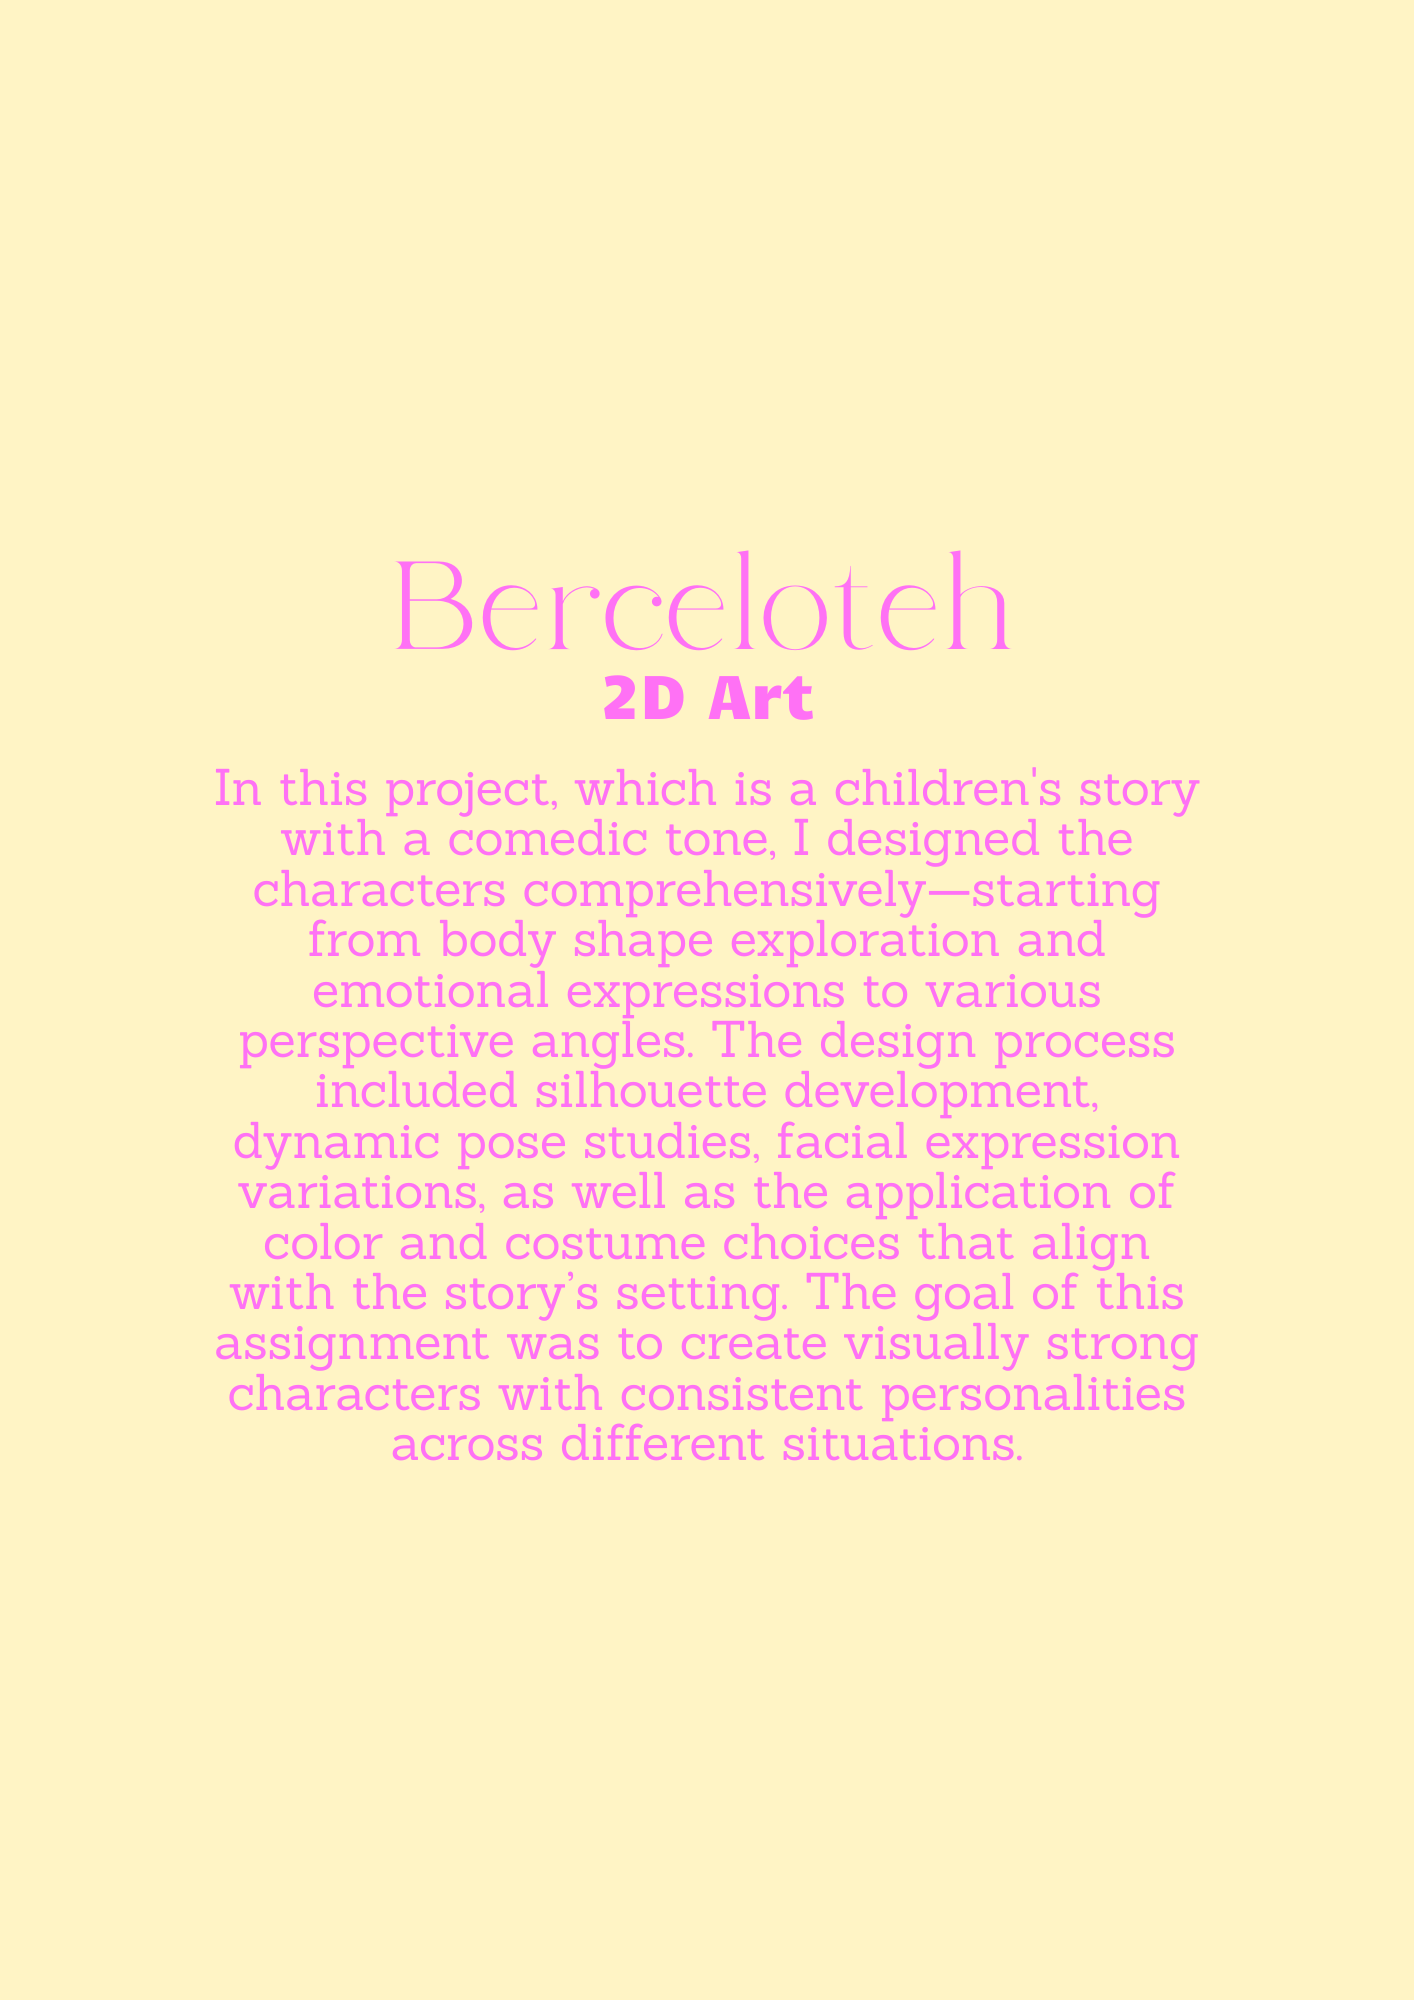 Berceloteh
2D Art
In this project, which is a children's story
with a comedic tone, I designed the
characters comprehensively—starting
from body shape exploration and
emotional expressions to various
perspective angles. The design process
included silhouette development,
dynamic pose studies, facial expression
variations, as well as the application of
color and costume choices that align
with the story’s setting. The goal of this
assignment was to create visually strong
characters with consistent personalities
across different situations.